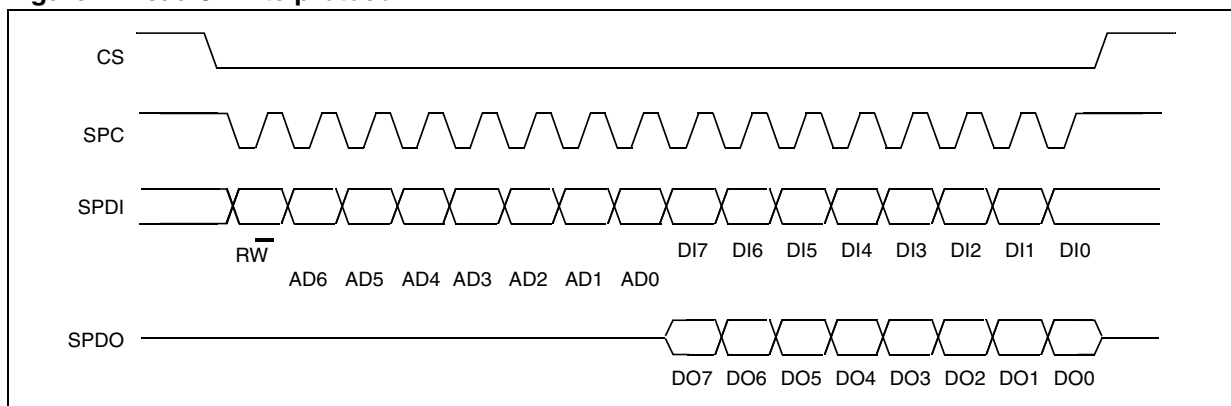 CS
SPC
SPDI
RW DI7 DI6 DI5 DI4 DI3 DI2 DI1 DI0
AD6 AD5 AD4 AD3 AD2 AD1 AD0
SPDO
DO7 DO6 DO5 DO4 DO3 DO2 DO1 DO0